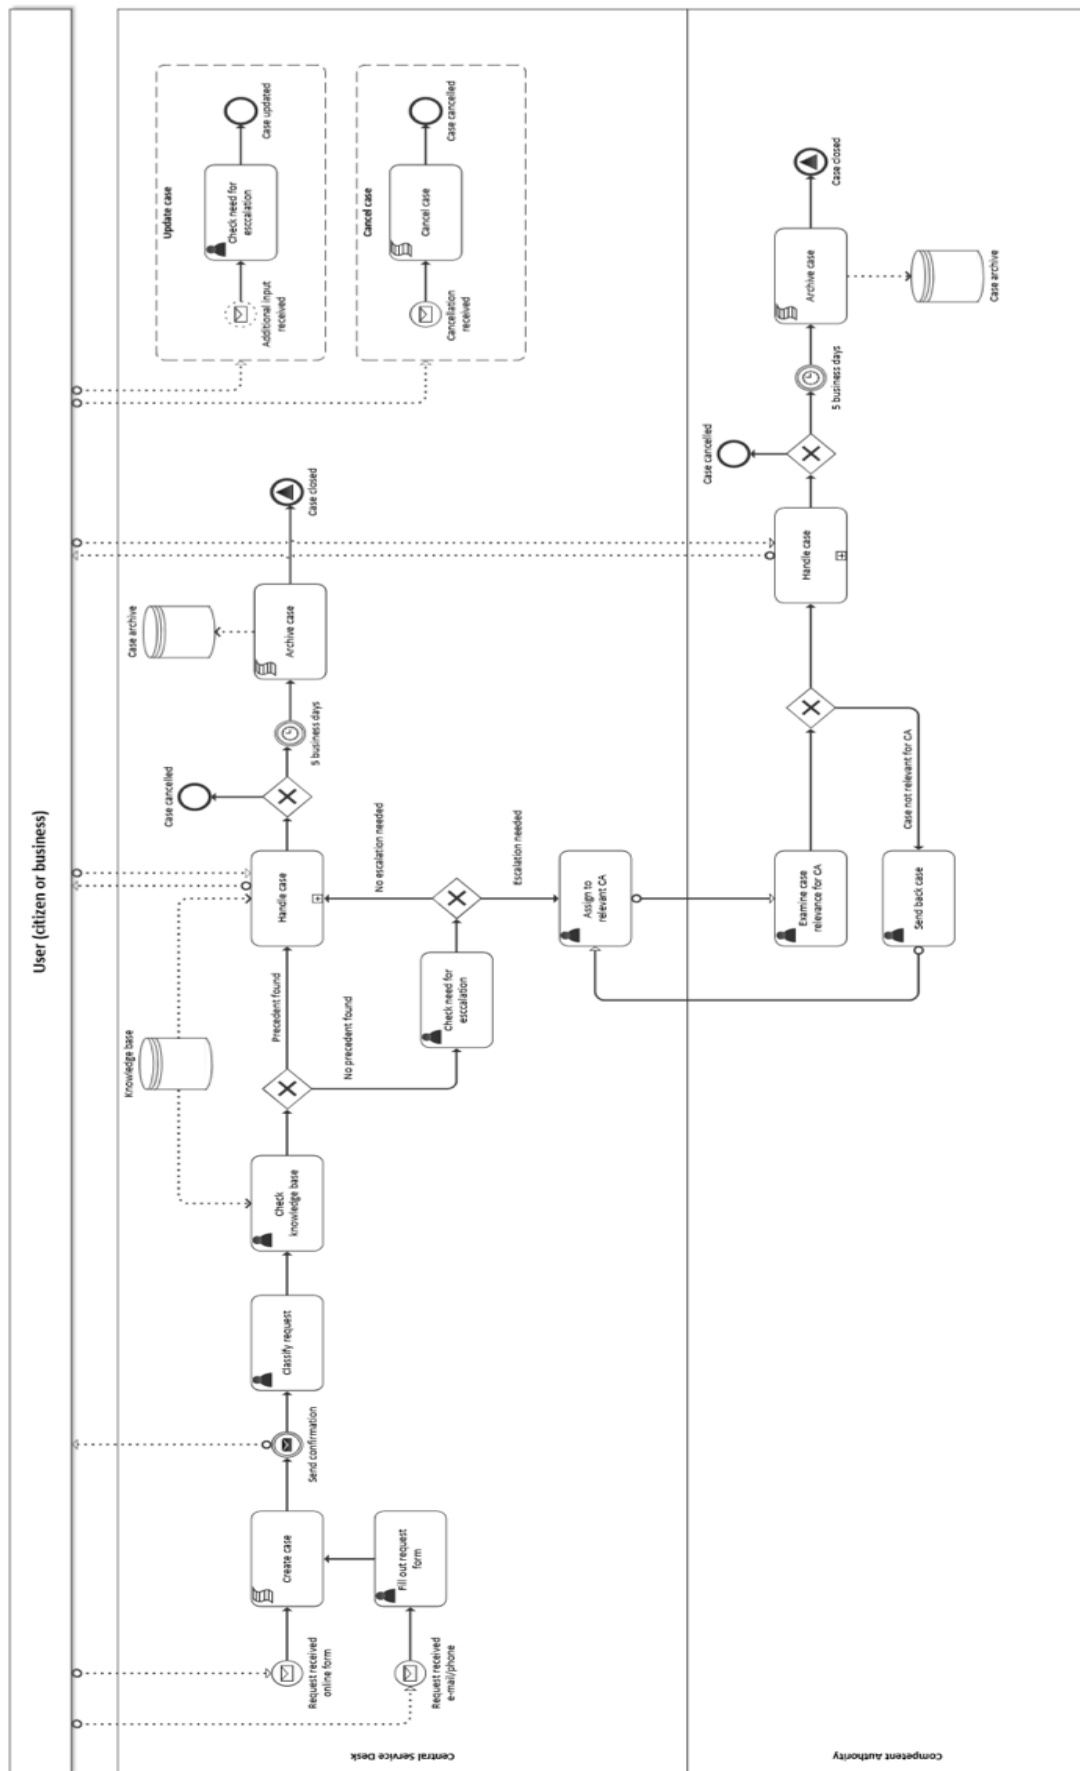 User (citizen or business)
Central Service Desk
Competent Authority
Request received
online form
Request received
e-mail/phone
Create case
Fill out request
form
Send confirmation
Classify request
Check
knowledge base
Knowledge base
Precedent found
No precedent found
Check need for
esccalation
No escalation needed
Escalation needed
Handle case
Assign to
relevant CA
Case cancelled
5 business days
Case archive
Archive case
Case closed
Update case
Additional input
received
Check need for
esccalation
Case updated
Cancel case
Cancellation
received
Cancel case
Case cancelled
Examine case
relevance for CA
Send back case
Case not relevant for CA
Handle case
Case cancelled
5 business days
Archive case
Case archive
Case closed